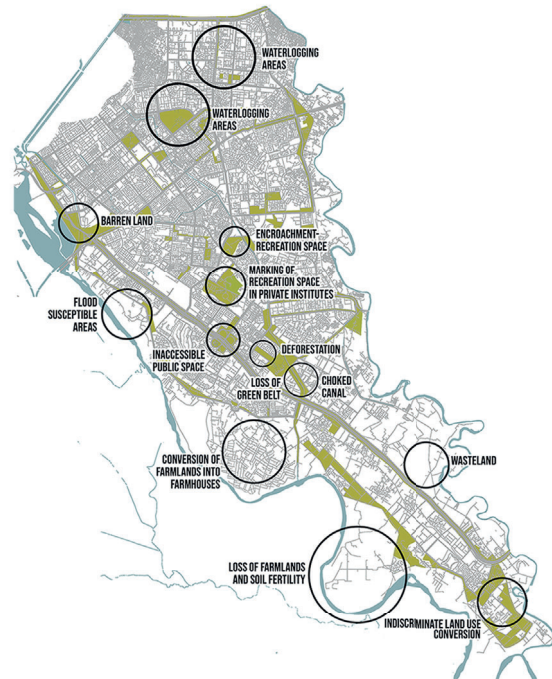 WATERLOGGING
AREAS
WATERLOGGING
AREAS
BARREN LAND
ENCROACHMENT-
RECREATION SPACE
MARKING OF
RECREATION SPACE
IN PRIVATE INSTITUTES
FLOOD
SUSCEPTIBLE
AREAS
INACCESSIBLE
PUBLIC SPACE
DEFORESTATION
LOSS OF
GREEN BELT
CHOKED
CANAL
CONVERSION OF
FARMLANDS INTO
FARMHOUSES
WASTELAND
LOSS OF FARMLANDS
AND SOIL FERTILITY
INDISCRIMINATE LAND USE
CONVERSION